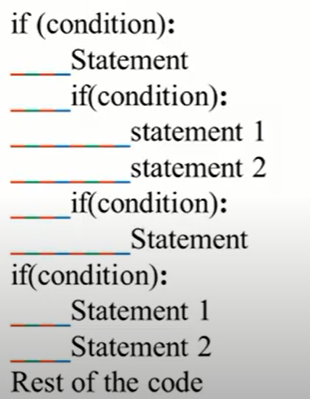 if (condition):
____Statement
____if(condition):
________statement 1
________statement 2
____if(condition):
________Statement
if(condition):
____Statement 1
____Statement 2
Rest of the code